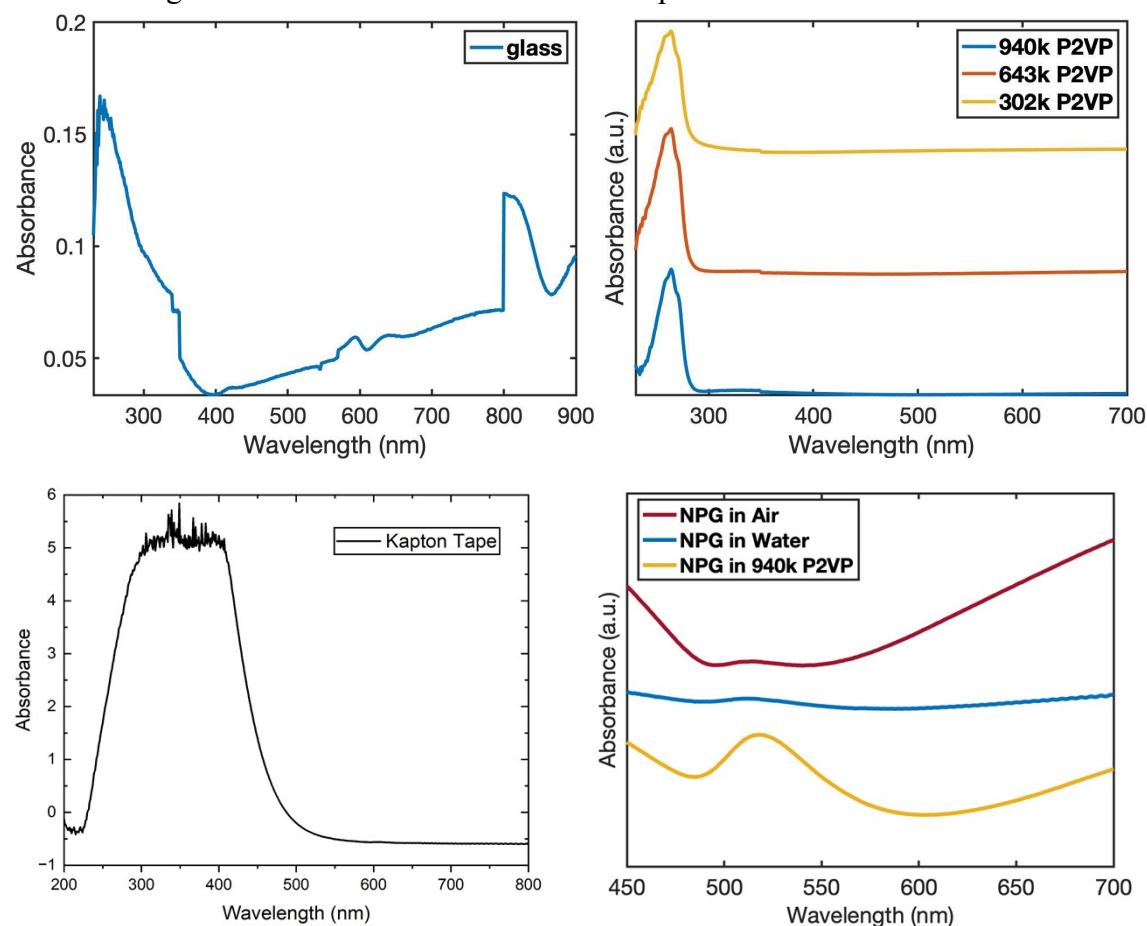 0.2
glass
0.15
0.1
0.05
Absorbance
300 400 500 600 700 800 900
Wavelength (nm)
940k P2VP
643k P2VP
302k P2VP
Absorbance (a.u.)
300 400 500 600 700
Wavelength (nm)
6
5
4
3
2
1
0
−1
Kapton Tape
Absorbance
200 300 400 500 600 700 800
Wavelength (nm)
NPG in Air
NPG in Water
NPG in 940k P2VP
Absorbance (a.u.)
450 500 550 600 650 700
Wavelength (nm)